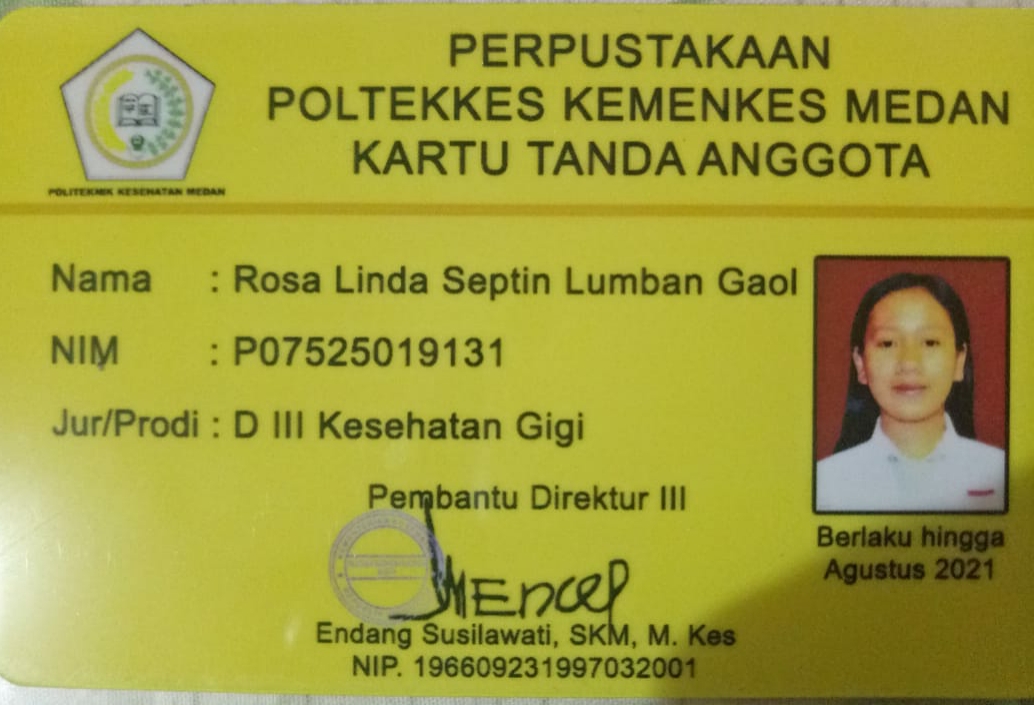 PERPUSTAKAAN
POLTEKKES KEMENKES MEDAN
KARTU TANDA ANGGOTA
POLITEKNIK KESEHATAN MEDAN
Nama : Rosa Linda Septin Lumban Gaol
NIM : P07525019131
Jur/Prodi : D III Kesehatan Gigi
Pembantu Direktur III
Berlaku hingga
Agustus 2021
Endang Susilawati, SKM, M. Kes
NIP. 196609231997032001